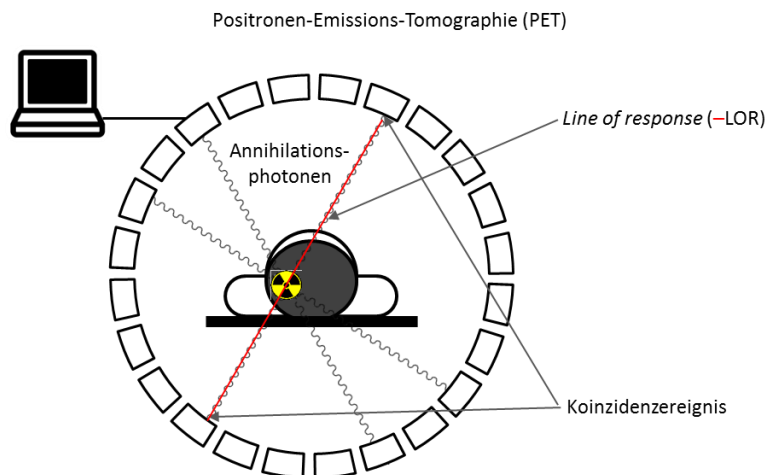 Positronen-Emissions-Tomographie (PET)
Line of response (–LOR)
Annihilations-
photonen
Koinzidenzereignis